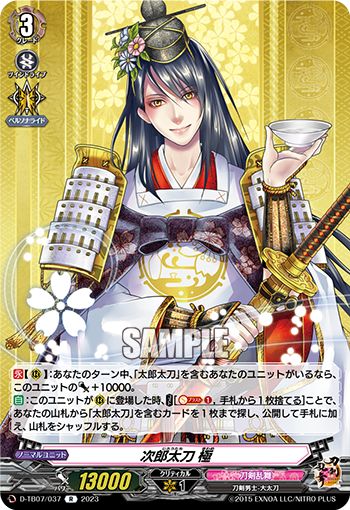 3
グレード
ツインドライブ
ペルソナライド
SAMPLE
永【】:あなたのターン中、「太郎太刀」を含むあなたのユニットがいるなら、
このユニットの+10000。
自:このユニットが に登場した時、【 , 手札から1枚捨てる】ことで、
あなたの山札から「太郎太刀」を含むカードを1枚まで探し、公開して手札に加
え、山札をシャッフルする。
ノーマルユニット
次郎太刀 極
パワー
13000
クリティカル
1
刀剣乱舞
刀剣男士・大太刀
D-TB07/037 R 2023
©2015 EXNOA LLC/NITRO PLUS